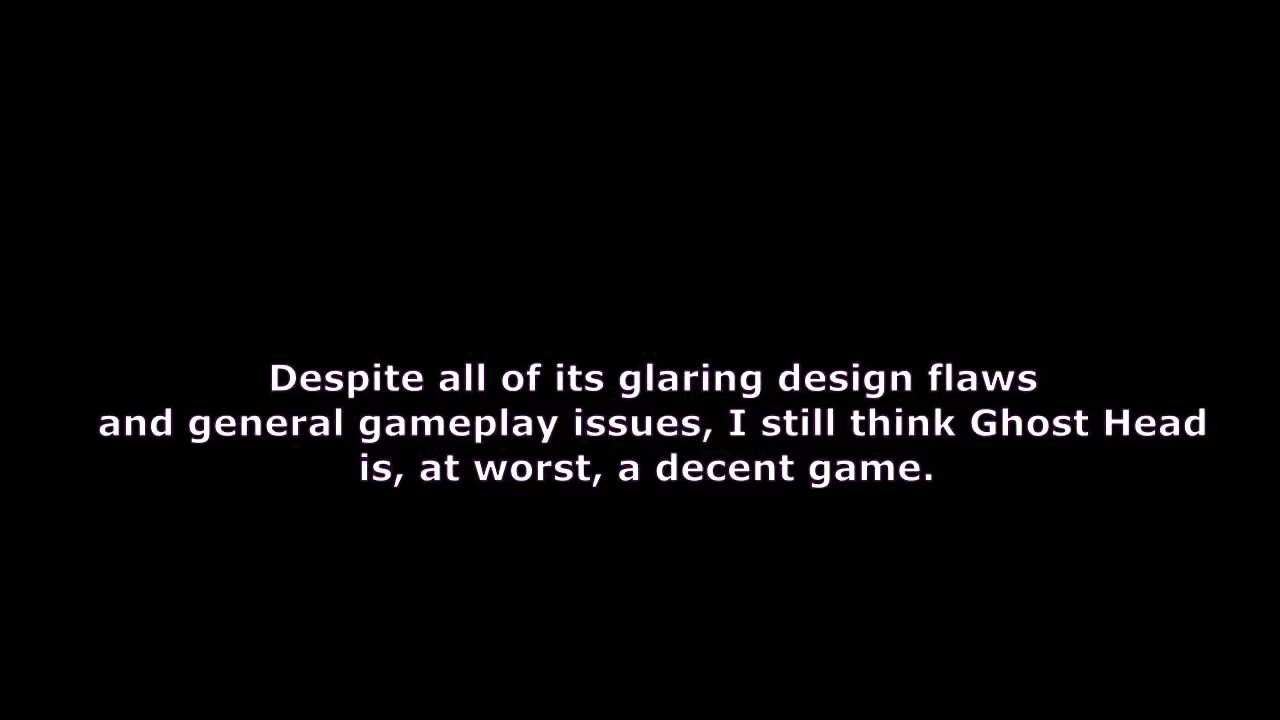 Despite all of its glaring design flaws
and general gameplay issues, I still think Ghost Head
is, at worst, a decent game.